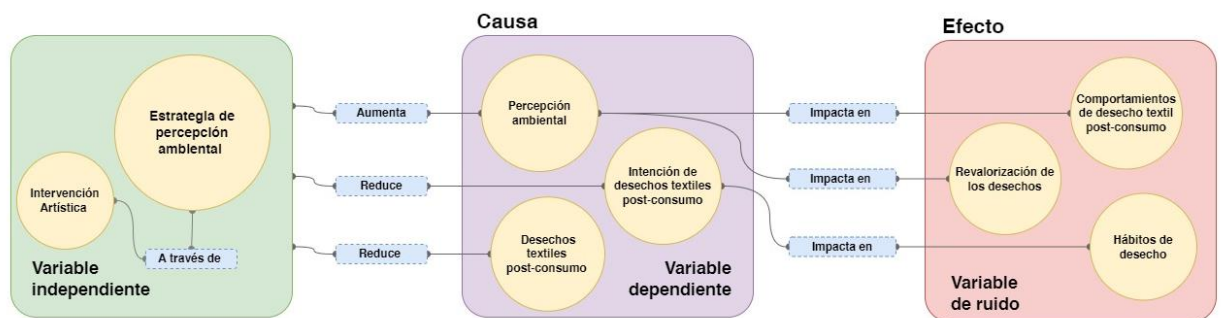 Causa
Efecto
Estrategia de
percepción
ambiental
Intervención
Artística
A través de
Variable
independiente
Aumenta
Reduce
Reduce
Percepción
ambiental
Intención de
desechos textiles
post-consumo
Desechos
textiles
post-consumo
Variable
dependiente
Impacta en
Impacta en
Impacta en
Comportamientos
de desecho textil
post-consumo
Revalorización de
los desechos
Hábitos de
desecho
Variable
de ruido